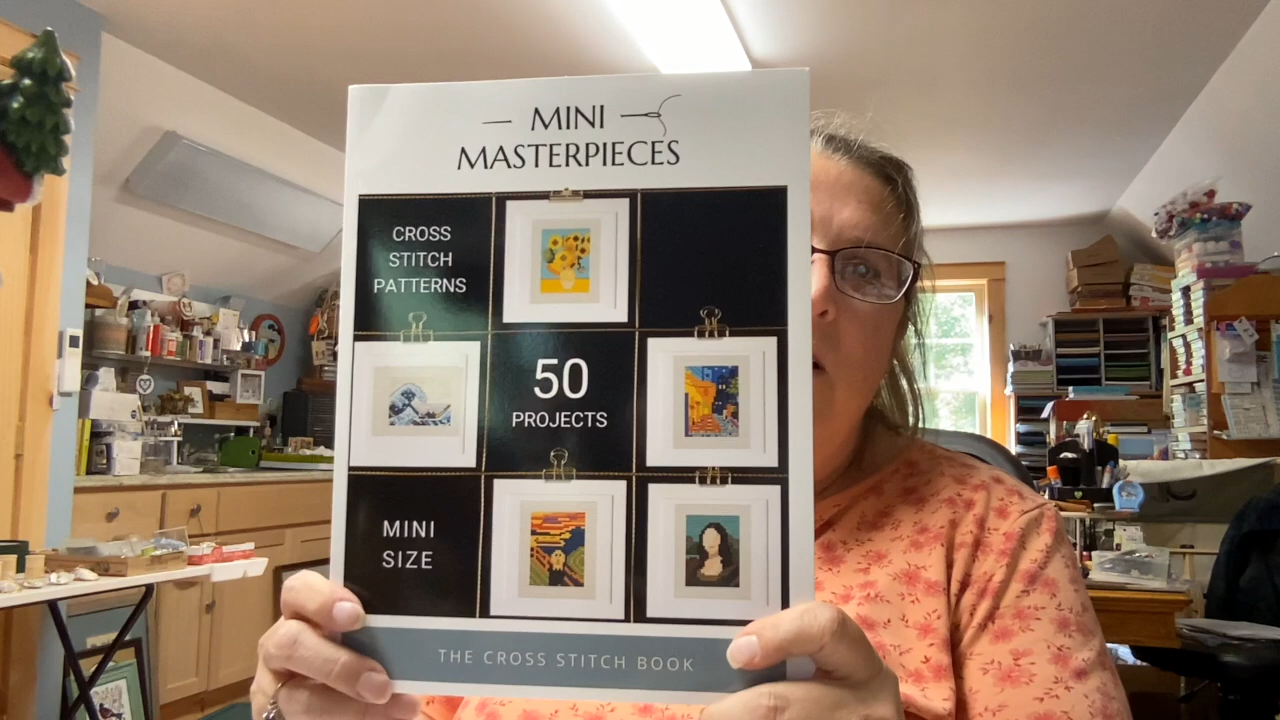 MINI
MASTERPIECES
CROSS
STITCH
PATTERNS
50
PROJECTS
MINI
SIZE
THE CROSS STITCH BOOK